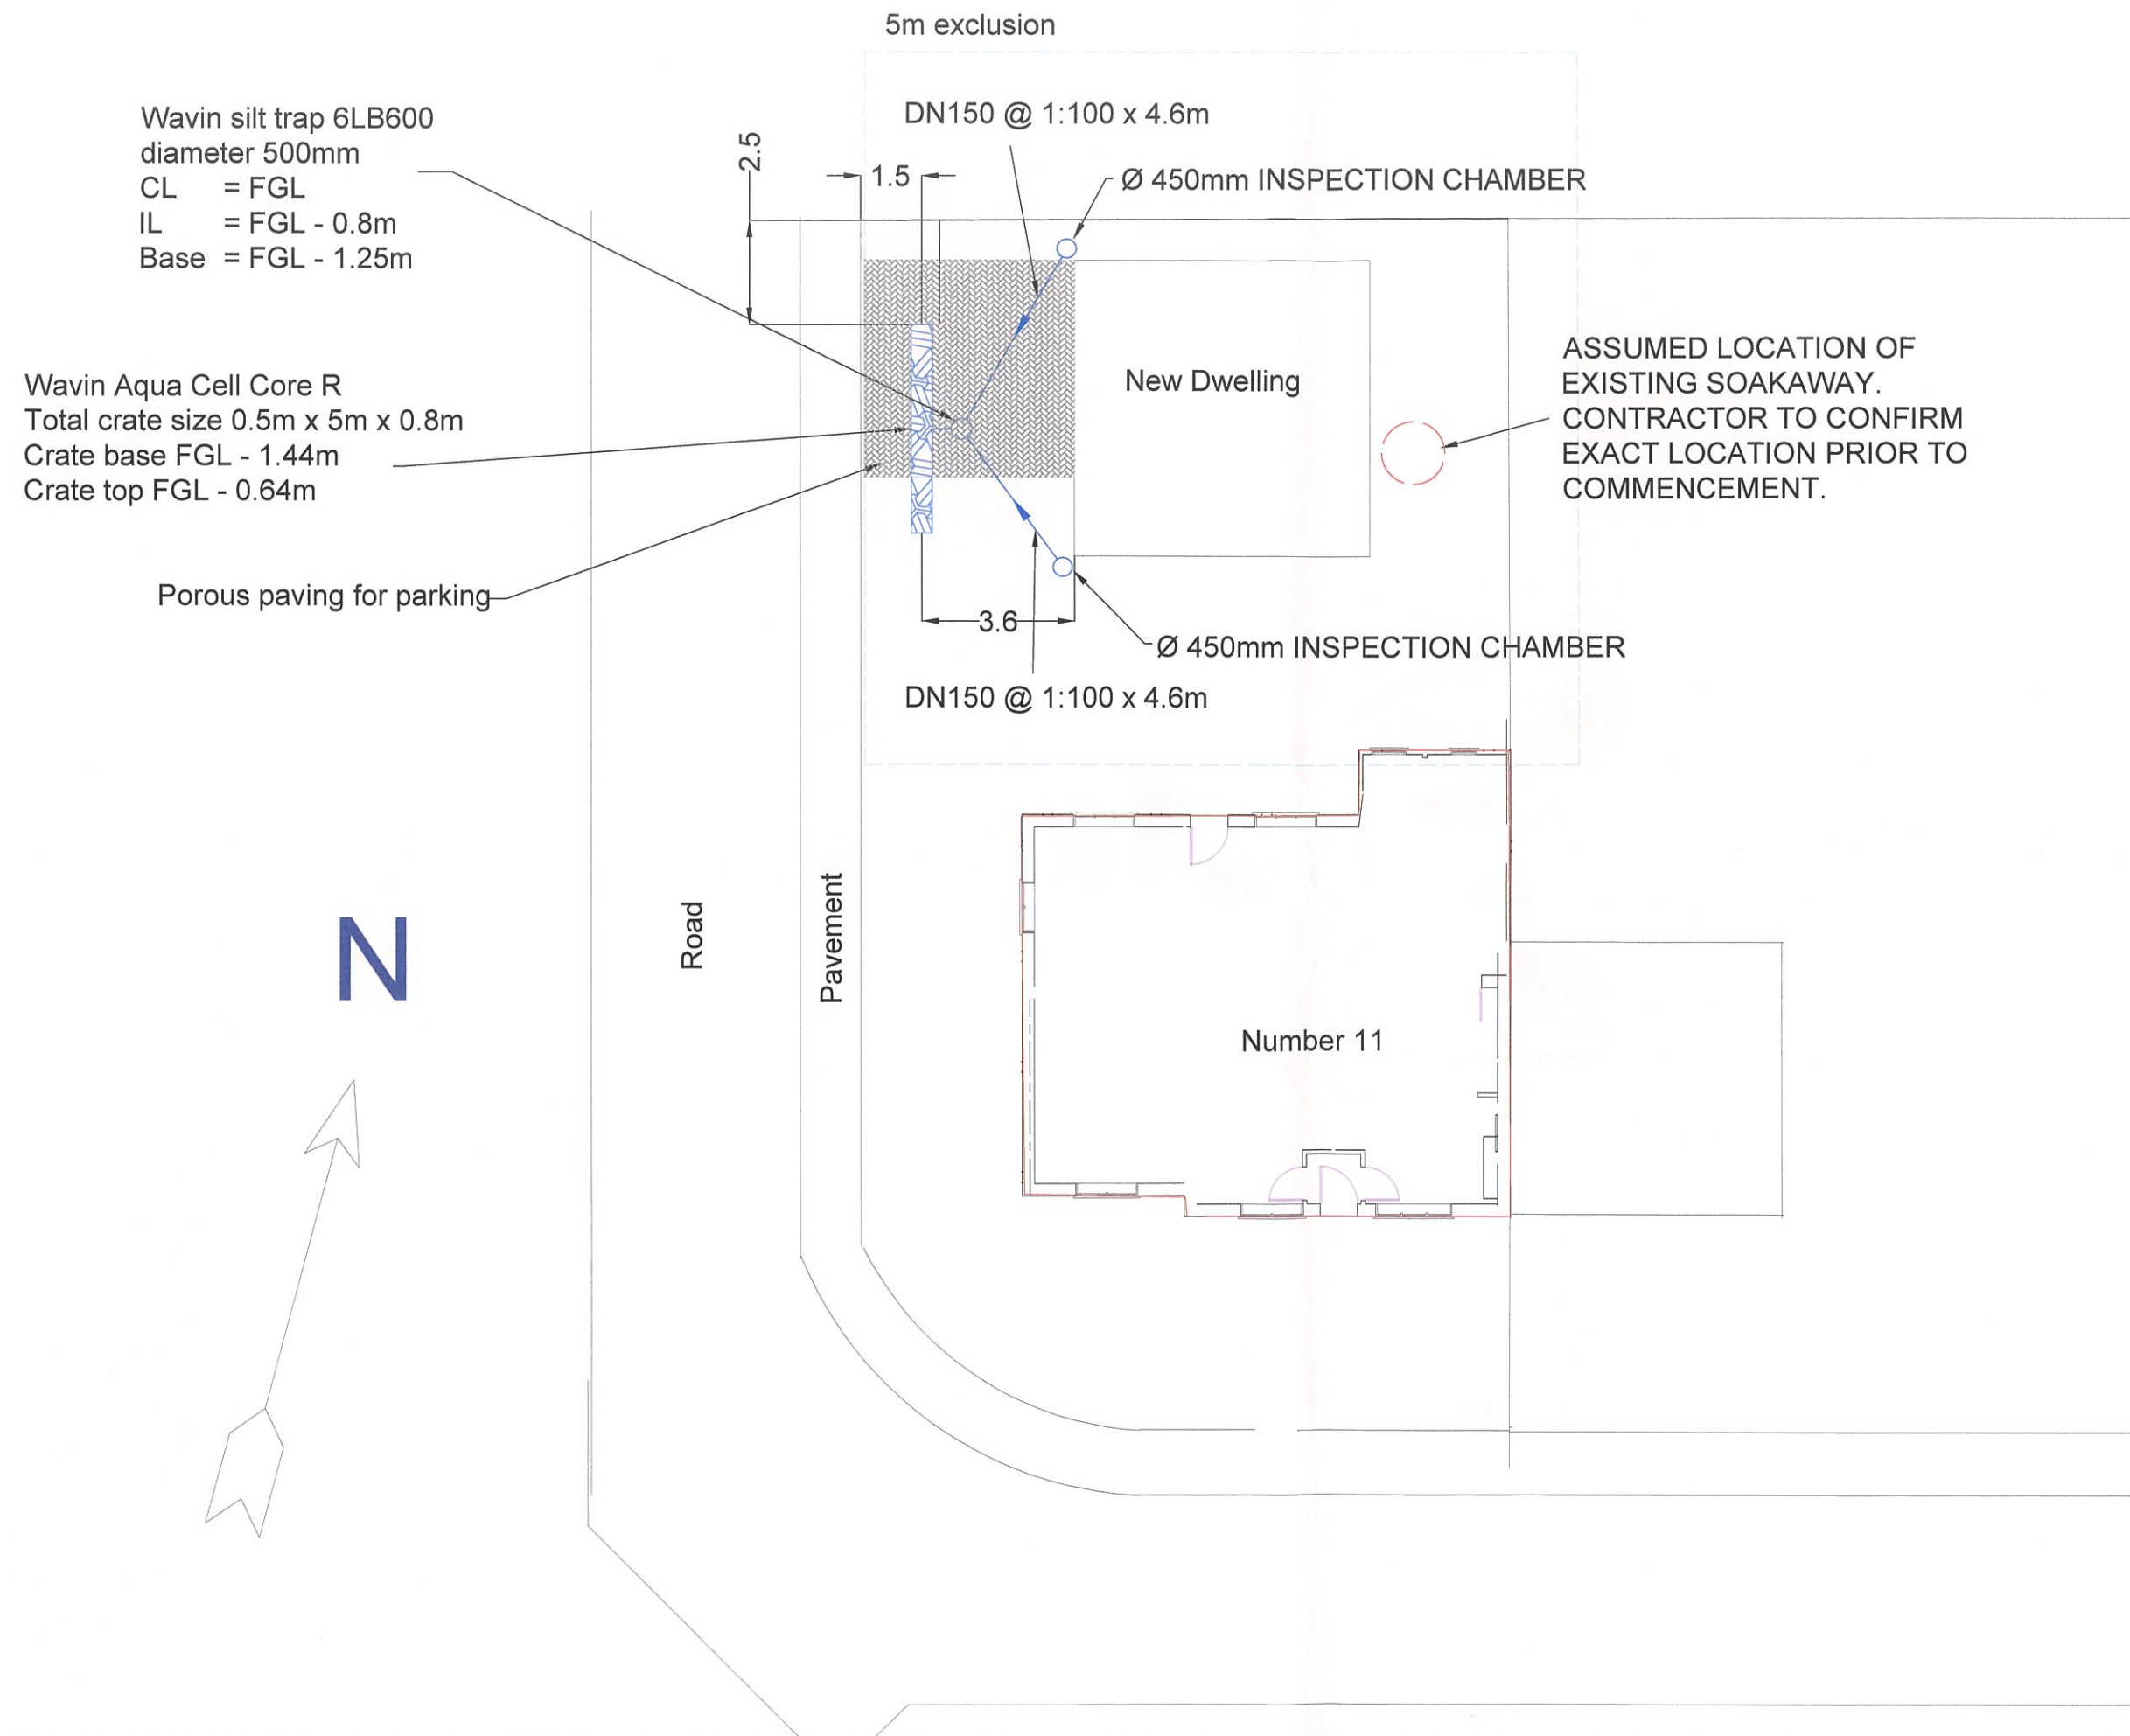 5m exclusion
Wavin silt trap 6LB600
diameter 500mm
CL = FGL
IL = FGL - 0.8m
Base = FGL - 1.25m
DN150 @ 1:100 x 4.6m
2.5
1.5
Ø 450mm INSPECTION CHAMBER
Wavin Aqua Cell Core R
Total crate size 0.5m x 5m x 0.8m
Crate base FGL - 1.44m
Crate top FGL - 0.64m
New Dwelling
ASSUMED LOCATION OF
EXISTING SOAKAWAY.
CONTRACTOR TO CONFIRM
EXACT LOCATION PRIOR TO
COMMENCEMENT.
Porous paving for parking
3.6
Ø 450mm INSPECTION CHAMBER
DN150 @ 1:100 x 4.6m
Road
Pavement
N
Number 11